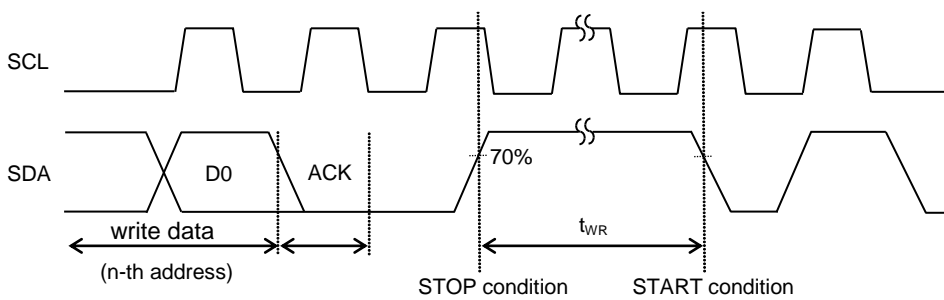 SCL
SDA
D0
ACK
70%
write data
(n-th address)
tWR
STOP condition
START condition